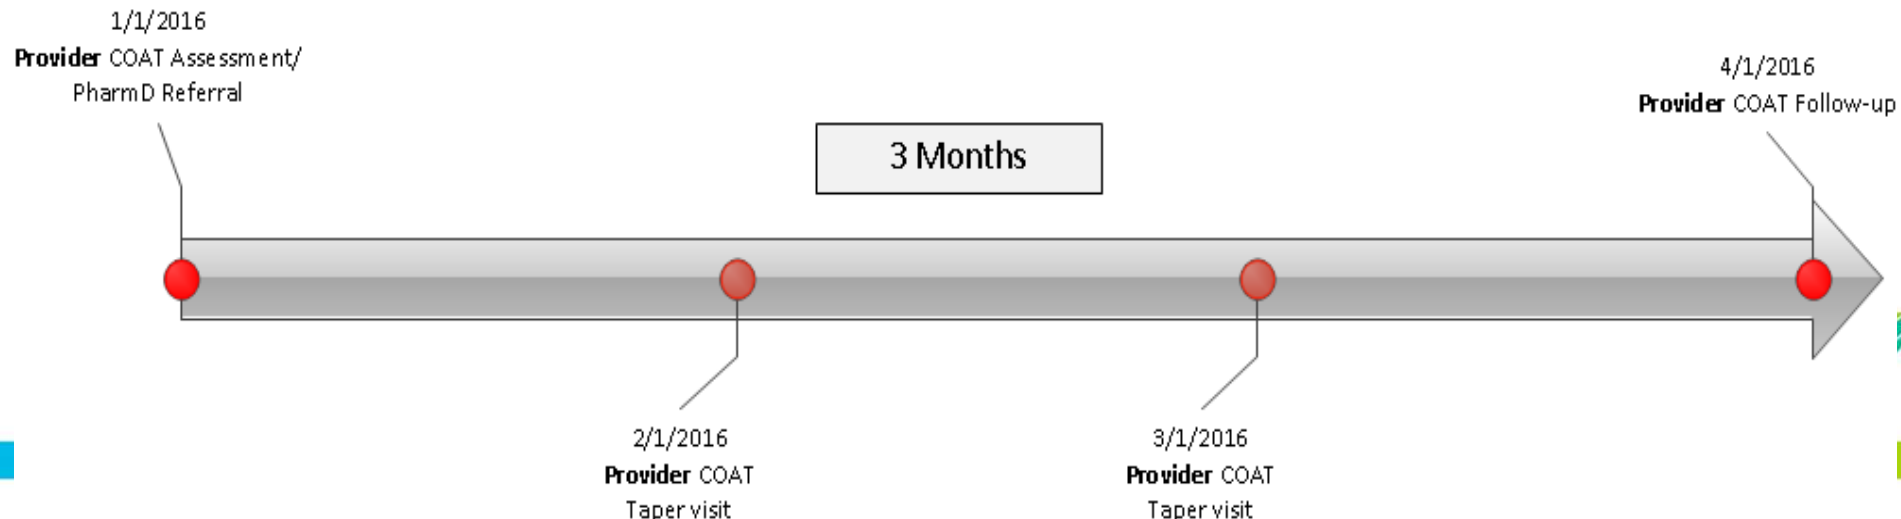 1/1/2016
Provider COAT Assessment/
PharmD Referral
4/1/2016
Provider COAT Follow-up
3 Months
2/1/2016
Provider COAT
Taper visit
3/1/2016
Provider COAT
Taper visit